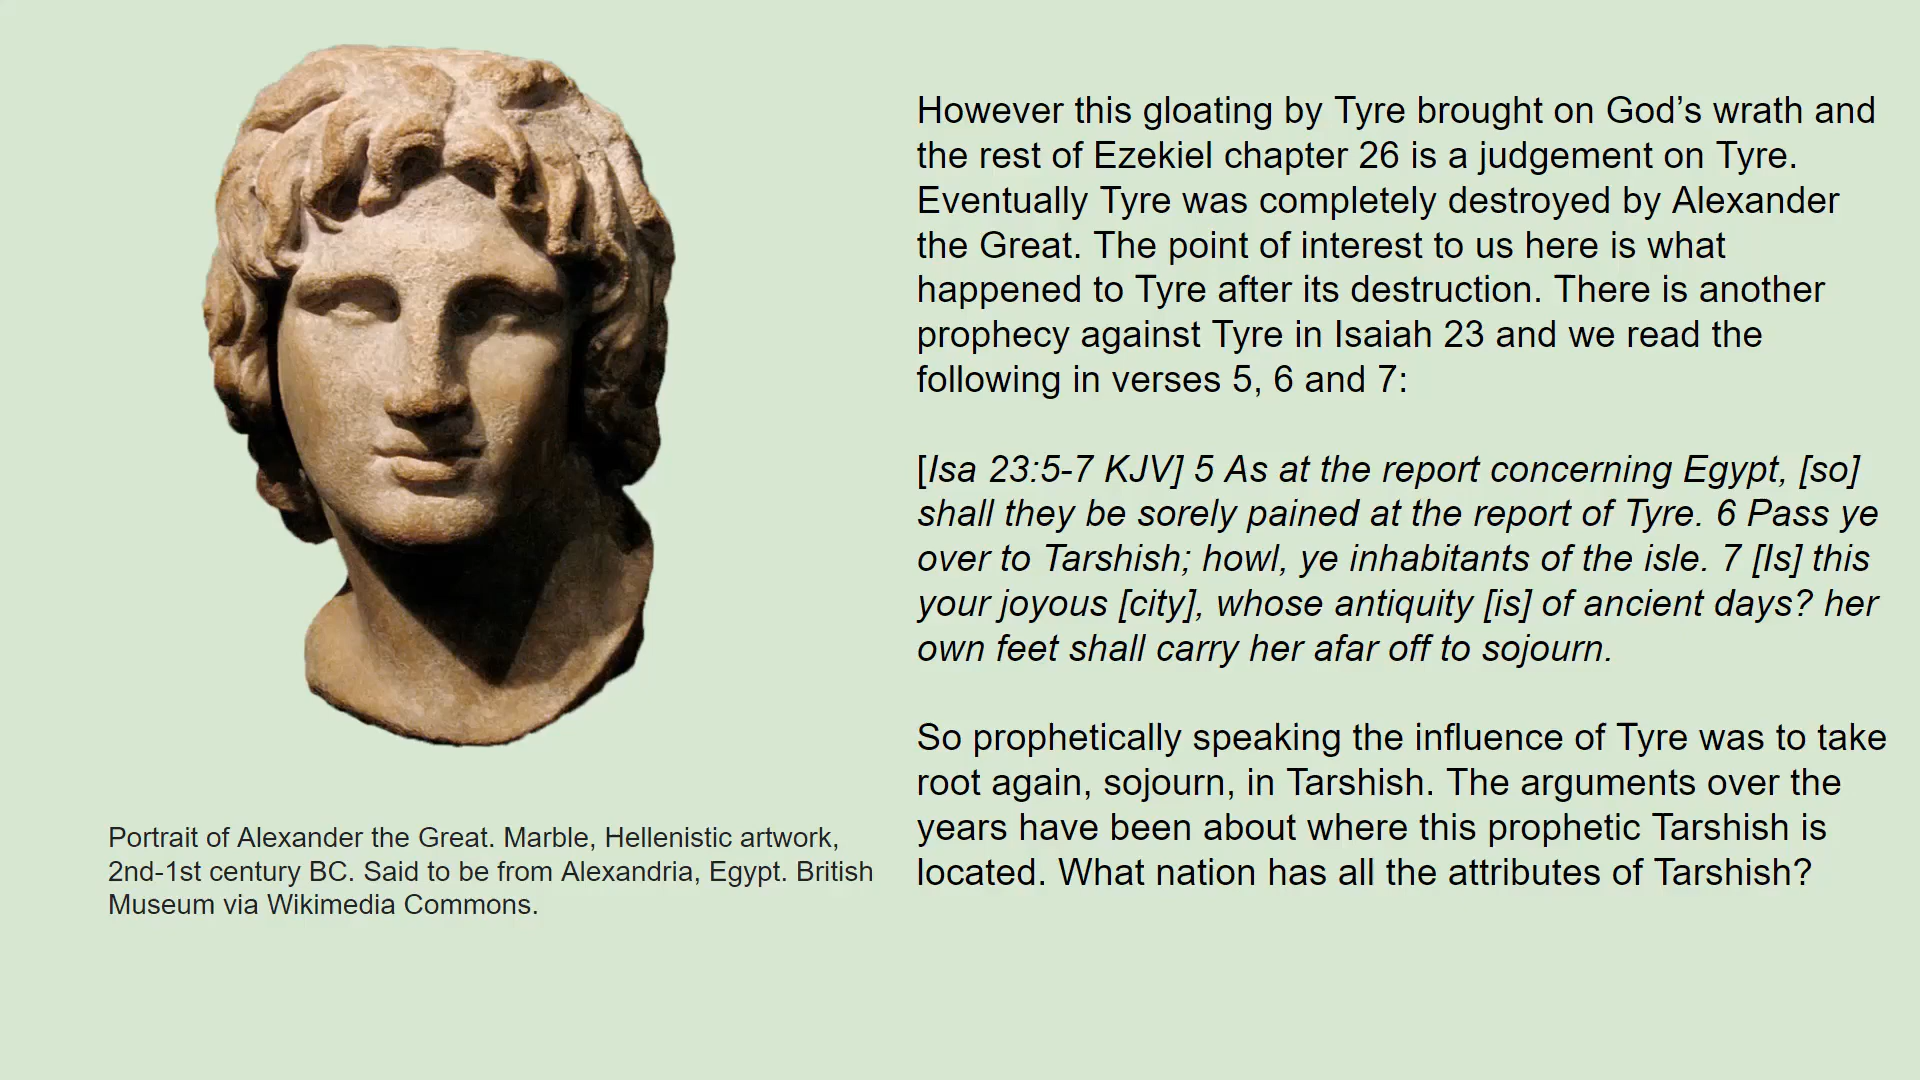 However this gloating by Tyre brought on God’s wrath and
the rest of Ezekiel chapter 26 is a judgement on Tyre.
Eventually Tyre was completely destroyed by Alexander
the Great. The point of interest to us here is what
happened to Tyre after its destruction. There is another
prophecy against Tyre in Isaiah 23 and we read the
following in verses 5, 6 and 7:
[Isa 23:5-7 KJV] 5 As at the report concerning Egypt, [so]
shall they be sorely pained at the report of Tyre. 6 Pass ye
over to Tarshish; howl, ye inhabitants of the isle. 7 [Is] this
your joyous [city], whose antiquity [is] of ancient days? her
own feet shall carry her afar off to sojourn.
So prophetically speaking the influence of Tyre was to take
root again, sojourn, in Tarshish. The arguments over the
years have been about where this prophetic Tarshish is
located. What nation has all the attributes of Tarshish?
Portrait of Alexander the Great. Marble, Hellenistic artwork,
2nd-1st century BC. Said to be from Alexandria, Egypt. British
Museum via Wikimedia Commons.